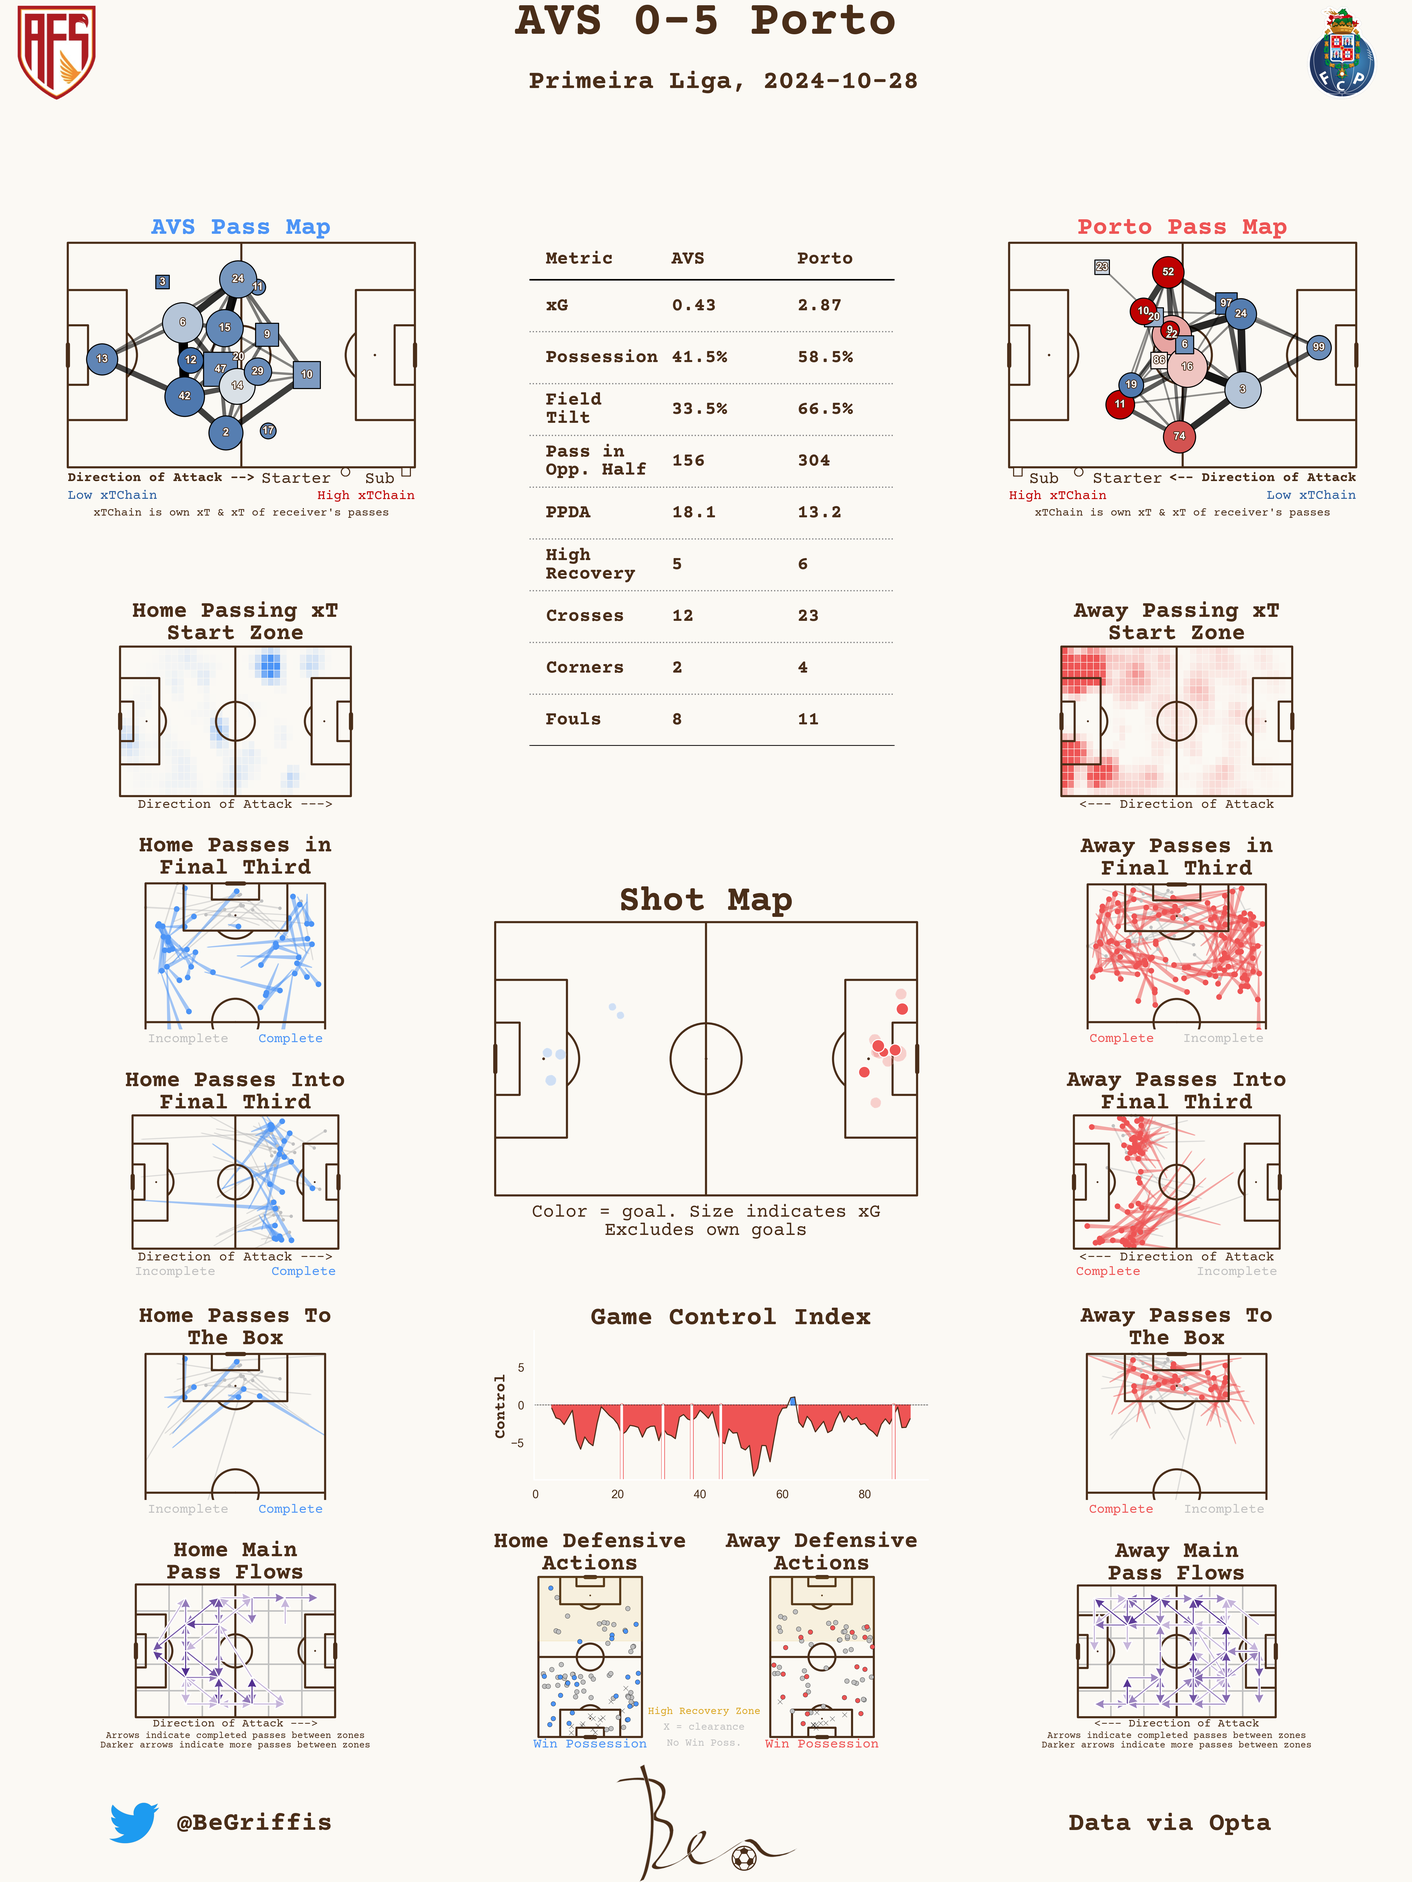 AVS 0-5 Porto
Primeira Liga, 2024-10-28
AFS
FCP
AVS Pass Map
3
24
11
6
15
9
13
12
20
47
29
10
14
42
2
17
Direction of Attack --> Starter Sub
Low xTChain High xTChain
xTChain is own xT & xT of receiver's passes
Metric AVS Porto
xG 0.43 2.87
Possession 41.5% 58.5%
Field
Tilt 33.5% 66.5%
Pass in
Opp. Half 156 304
PPDA 18.1 13.2
High
Recovery 5 6
Crosses 12 23
Corners 2 4
Fouls 8 11
Porto Pass Map
23
52
97
10
20
24
9
22
6
99
86
16
19
3
11
74
Sub Starter <-- Direction of Attack
High xTChain Low xTChain
xTChain is own xT & xT of receiver's passes
Home Passing xT
Start Zone
Direction of Attack --->
Away Passing xT
Start Zone
<--- Direction of Attack
Home Passes in
Final Third
Incomplete Complete
Away Passes in
Final Third
Complete Incomplete
Shot Map
Color = goal. Size indicates xG
Excludes own goals
Home Passes Into
Final Third
Direction of Attack --->
Incomplete Complete
Away Passes Into
Final Third
<--- Direction of Attack
Complete Incomplete
Home Passes To
The Box
Incomplete Complete
Game Control Index
Control
5
0
−5
0 20 40 60 80
Away Passes To
The Box
Complete Incomplete
Home Main
Pass Flows
Direction of Attack --->
Arrows indicate completed passes between zones
Darker arrows indicate more passes between zones
Home Defensive
Actions
Win Possession
Away Defensive
Actions
Win Possession
High Recovery Zone
X = clearance
No Win Poss.
Away Main
Pass Flows
<--- Direction of Attack
Arrows indicate completed passes between zones
Darker arrows indicate more passes between zones
@BeGriffis
Ben
Data via Opta